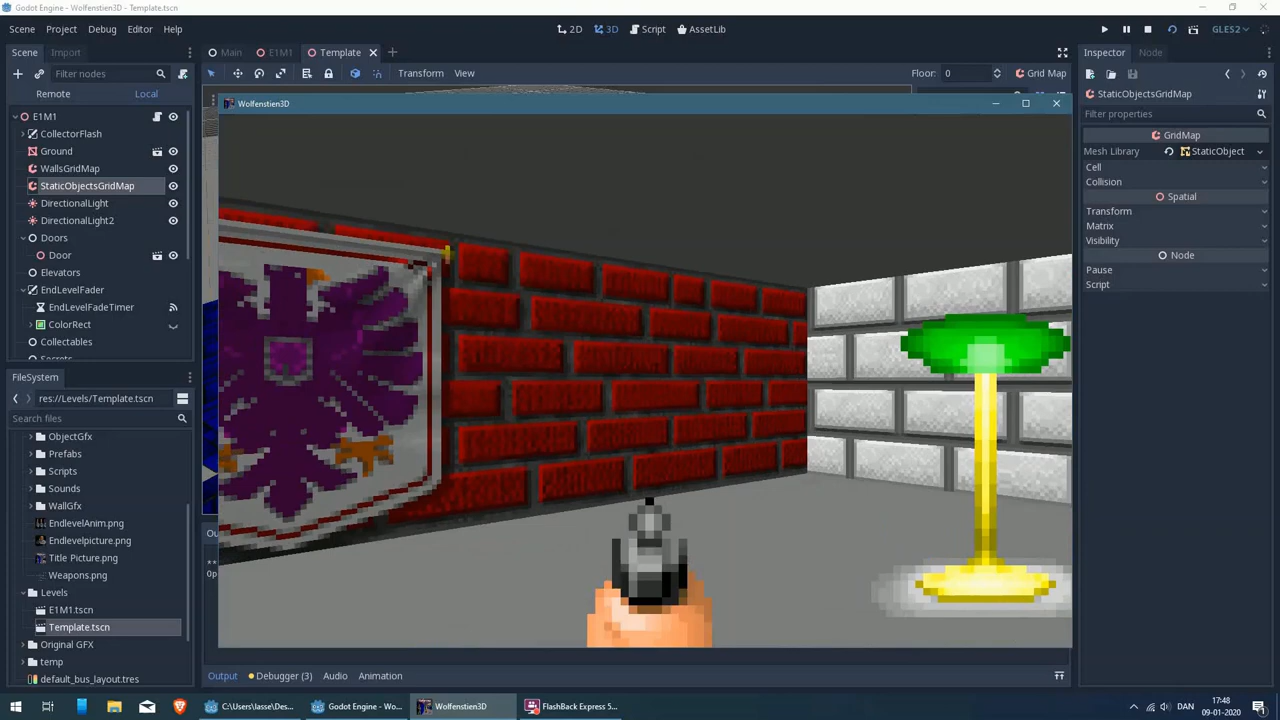 Godot Engine - Wolfenstien3D - Template.tscn
Scene Project Debug Editor Help
2D 3D Script AssetLib
GLES2
Scene Import
Main E1M1 Template
Inspector Node
Filter nodes
Transform View
Floor: 0
Grid Map
Remote Local
Wolfenstien3D
StaticObjectsGridMap
Filter properties
E1M1
CollectorFlash
Ground
WallsGridMap
StaticObjectsGridMap
DirectionalLight
DirectionalLight2
Doors
Door
Elevators
EndLevelFader
EndLevelFadeTimer
ColorRect
Collectables
GridMap
Mesh Library StaticObject
Cell
Collision
Spatial
Transform
Matrix
Visibility
Node
Pause
Script
FileSystem
res://Levels/Template.tscn
Search files
ObjectGfx
Prefabs
Scripts
Sounds
WallGfx
EndlevelAnim.png
Endlevelpicture.png
Title Picture.png
Weapons.png
Levels
E1M1.tscn
Template.tscn
Original GFX
temp
default_bus_layout.tres
Output Debugger (3) Audio Animation
C:\Users\lasse\Des...
Godot Engine - Wo...
Wolfenstien3D
FlashBack Express 5...
DAN
17:48
09-01-2020